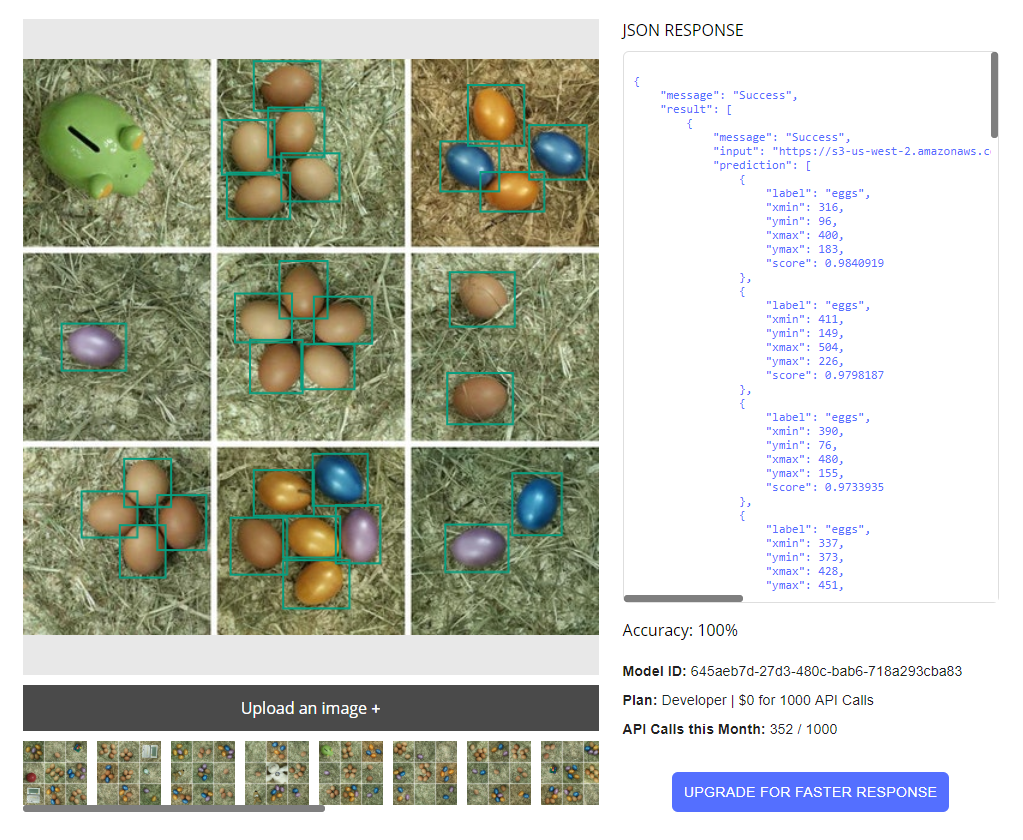 JSON RESPONSE
{
"message": "Success",
"result": [
{
"message": "Success",
"input": "https://s3-us-west-2.amazonaws.c
"prediction": [
{
"label": "eggs",
"xmin": 316,
"ymin": 96,
"xmax": 400,
"ymax": 183,
"score": 0.9840919
},
{
"label": "eggs",
"xmin": 411,
"ymin": 149,
"xmax": 504,
"ymax": 226,
"score": 0.9798187
},
{
"label": "eggs",
"xmin": 390,
"ymin": 76,
"xmax": 480,
"ymax": 155,
"score": 0.9733935
},
{
"label": "eggs",
"xmin": 337,
"ymin": 373,
"xmax": 428,
"ymax": 451,
Accuracy: 100%
Model ID: 645aeb7d-27d3-480c-bab6-718a293cba83
Plan: Developer | $0 for 1000 API Calls
API Calls this Month: 352 / 1000
Upload an image +
UPGRADE FOR FASTER RESPONSE